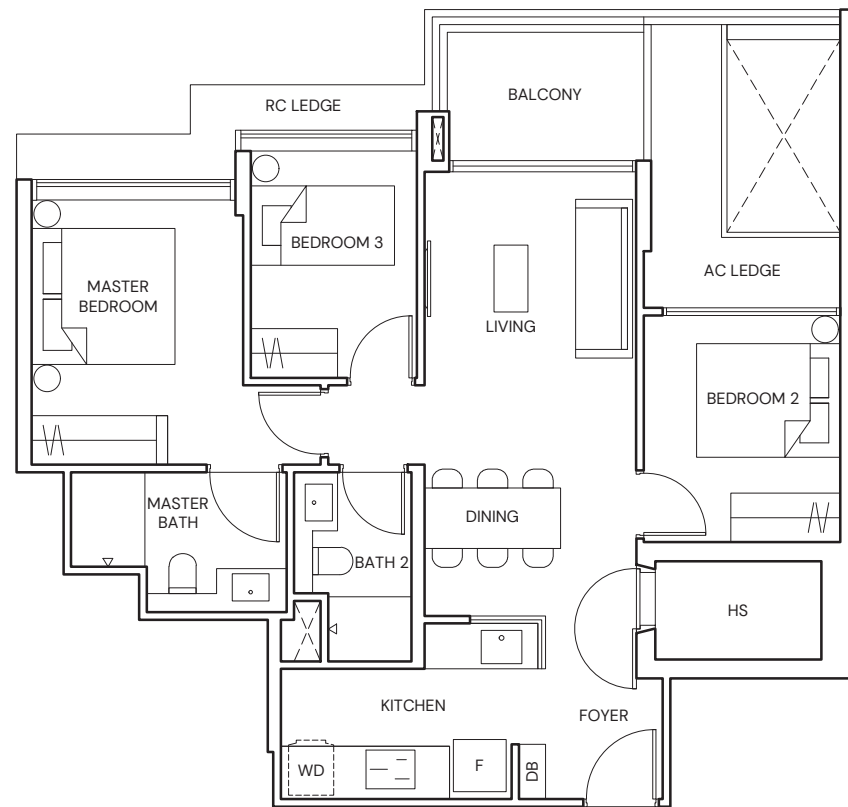 BALCONY
RC LEDGE
BEDROOM 3
AC LEDGE
MASTER
BEDROOM
LIVING
BEDROOM 2
MASTER
BATH
DINING
BATH 2
HS
KITCHEN
FOYER
WD
F
DB